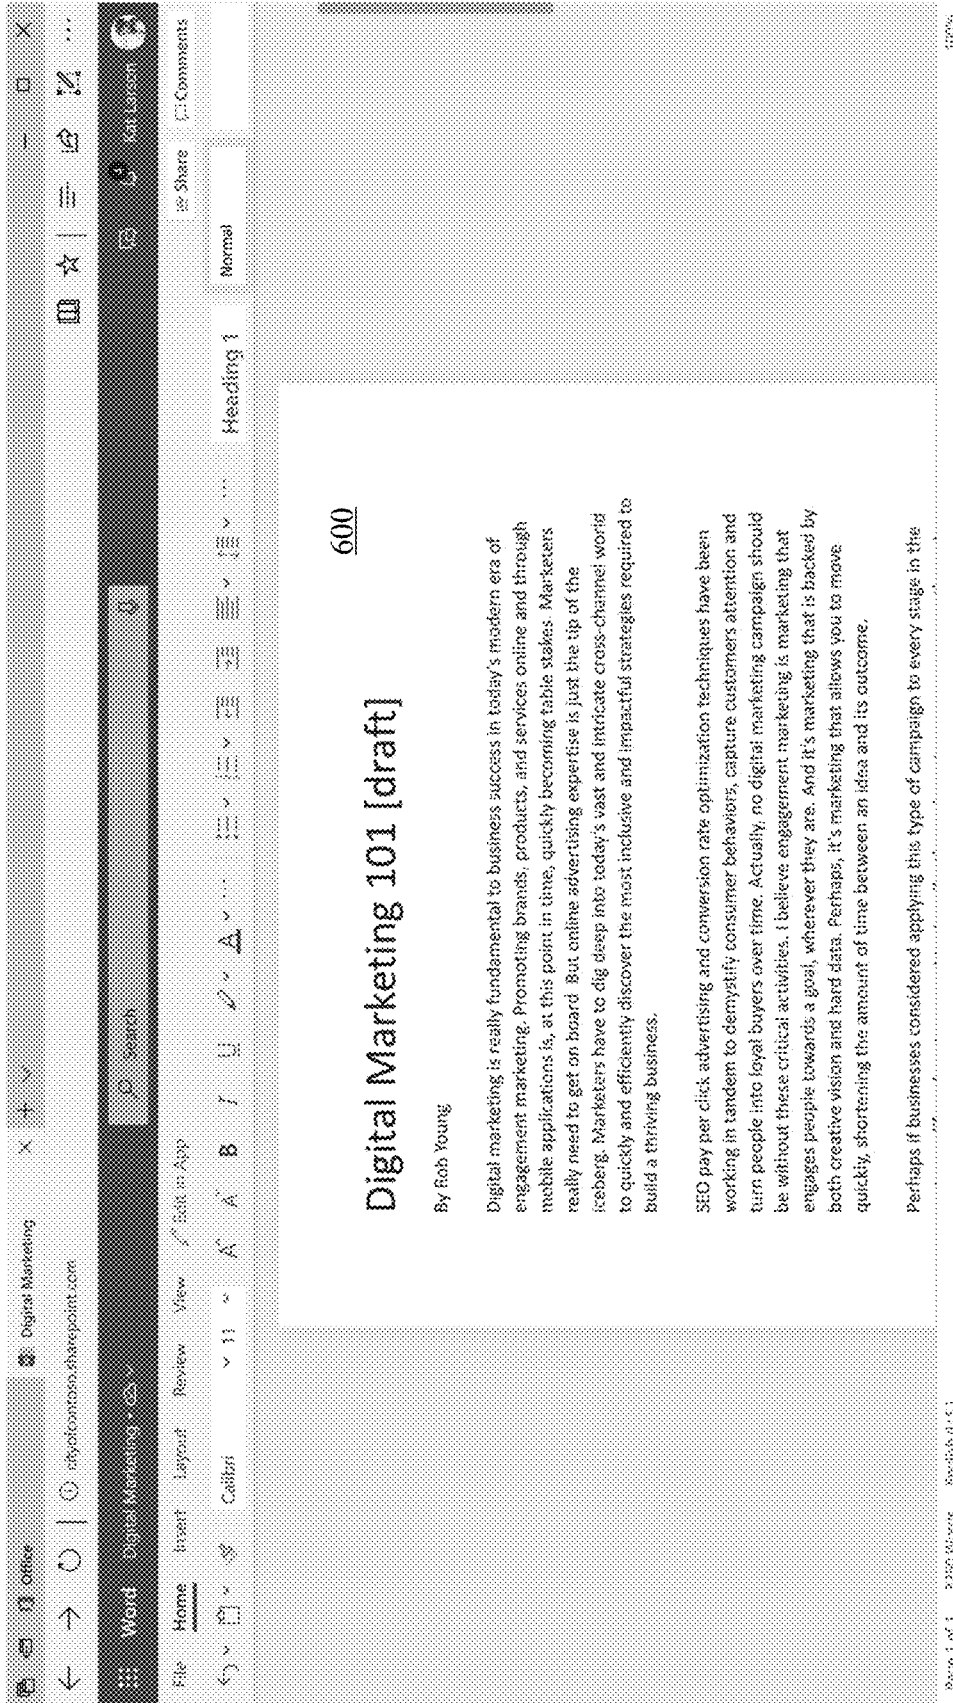 Office
Digital Marketing
cityofcontoso.sharepoint.com
Word
Digital Marketing
Search
Kat Larson
File Home Insert Layout Review View Edit in App
Share
Comments
Calibri
11
A A B I U A
Heading 1
Normal
600
Digital Marketing 101 [draft]
By Rob Young
Digital marketing is really fundamental to business success in today's modern era of
engagement marketing. Promoting brands, products, and services online and through
mobile applications is, at this point in time, quickly becoming table stakes. Marketers
really need to get on board. But online advertising expertise is just the tip of the
iceberg. Marketers have to dig deep into today's vast and intricate cross-channel world
to quickly and efficiently discover the most inclusive and impactful strategies required to
build a thriving business.
SEO pay per click advertising and conversion rate optimization techniques have been
working in tandem to demystify consumer behaviors, capture customers attention and
turn people into loyal buyers over time. Actually, no digital marketing campaign should
be without these critical activities. I believe engagement marketing is marketing that
engages people towards a goal, wherever they are. And it's marketing that is backed by
both creative vision and hard data. Perhaps, it's marketing that allows you to move
quickly, shortening the amount of time between an idea and its outcome.
Perhaps if businesses considered applying this type of campaign to every stage in the
100%